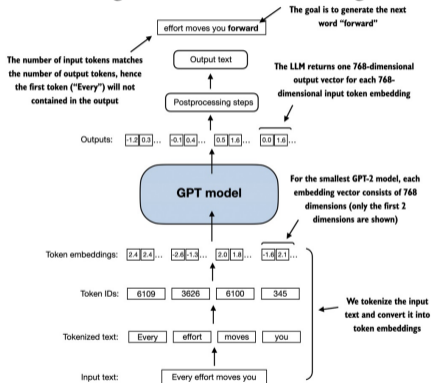 The goal is to generate the next
word "forward"
effort moves you forward
The number of input tokens matches
the number of output tokens, hence
the first token ("Every") will not
contained in the output
Output text
The LLM returns one 768-dimensional
output vector for each 768-
dimensional input token embedding
Postprocessing steps
Outputs: -1.2 0.3 ... -0.1 0.4 ... 0.5 1.6 ... 0.0 1.6 ...
GPT model
For the smallest GPT-2 model, each
embedding vector consists of 768
dimensions (only the first 2
dimensions are shown)
Token embeddings: 2.4 2.4 ... -2.6 -1.3 ... 2.0 1.8 ... -1.6 2.1 ...
Token IDs: 6109 3626 6100 345
We tokenize the input
text and convert it into
token embeddings
Tokenized text: Every effort moves you
Input text: Every effort moves you